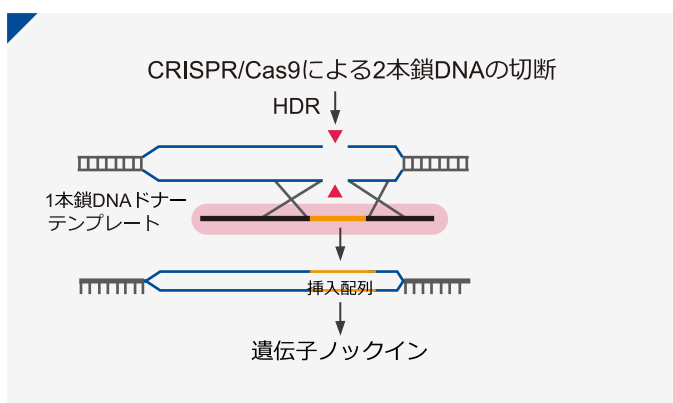 CRISPR/Cas9による2本鎖DNAの切断
HDR
1本鎖DNAドナー
テンプレート
挿入配列
遺伝子ノックイン